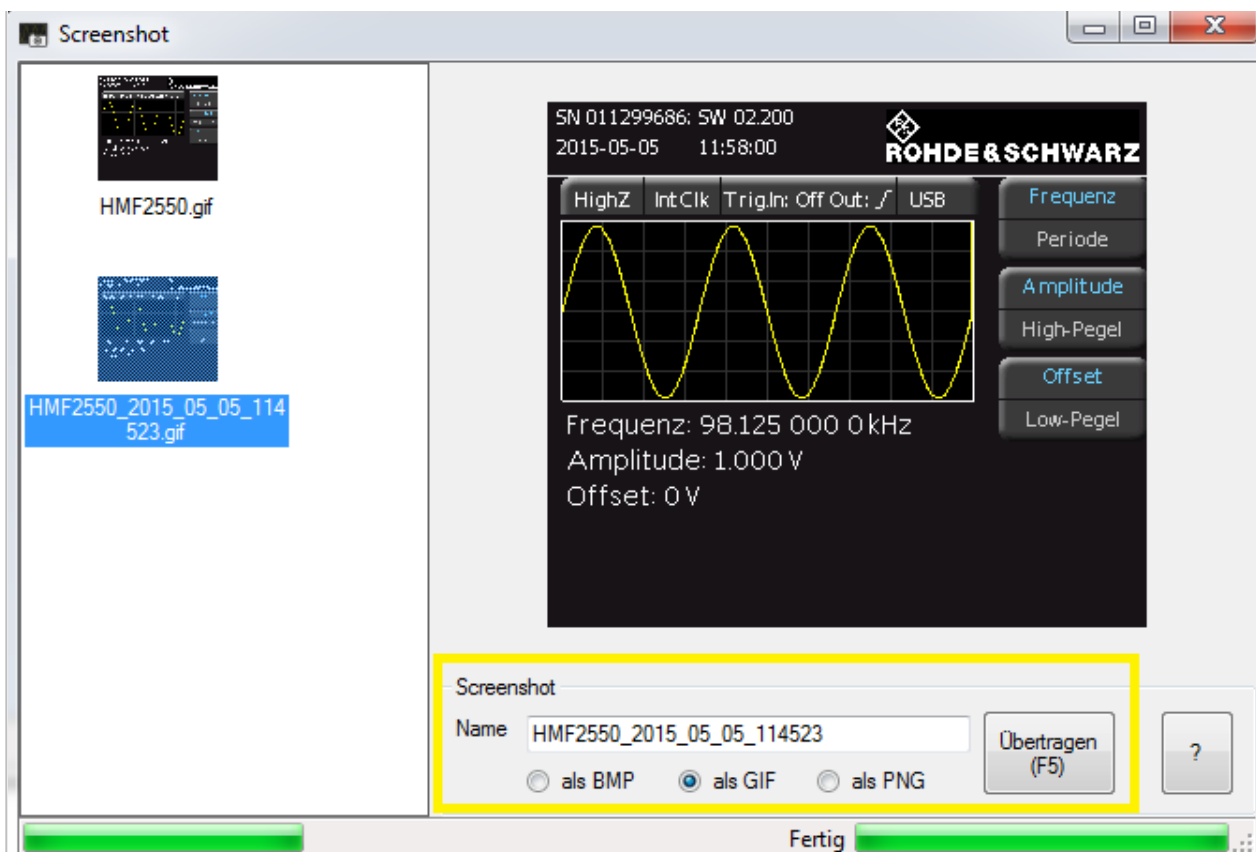 Screenshot
HMF2550.gif
HMF2550_2015_05_05_114
523.gif
SN 011299686; SW 02.200
2015-05-05 11:58:00
ROHDE&SCHWARZ
HighZ IntClk Trig.In: Off Out: USB
Frequenz
Periode
Amplitude
High-Pegel
Offset
Low-Pegel
Frequenz: 98.125 000 0 kHz
Amplitude: 1.000 V
Offset: 0 V
Screenshot
Name HMF2550_2015_05_05_114523
als BMP als GIF als PNG
Übertragen
(F5)
?
Fertig